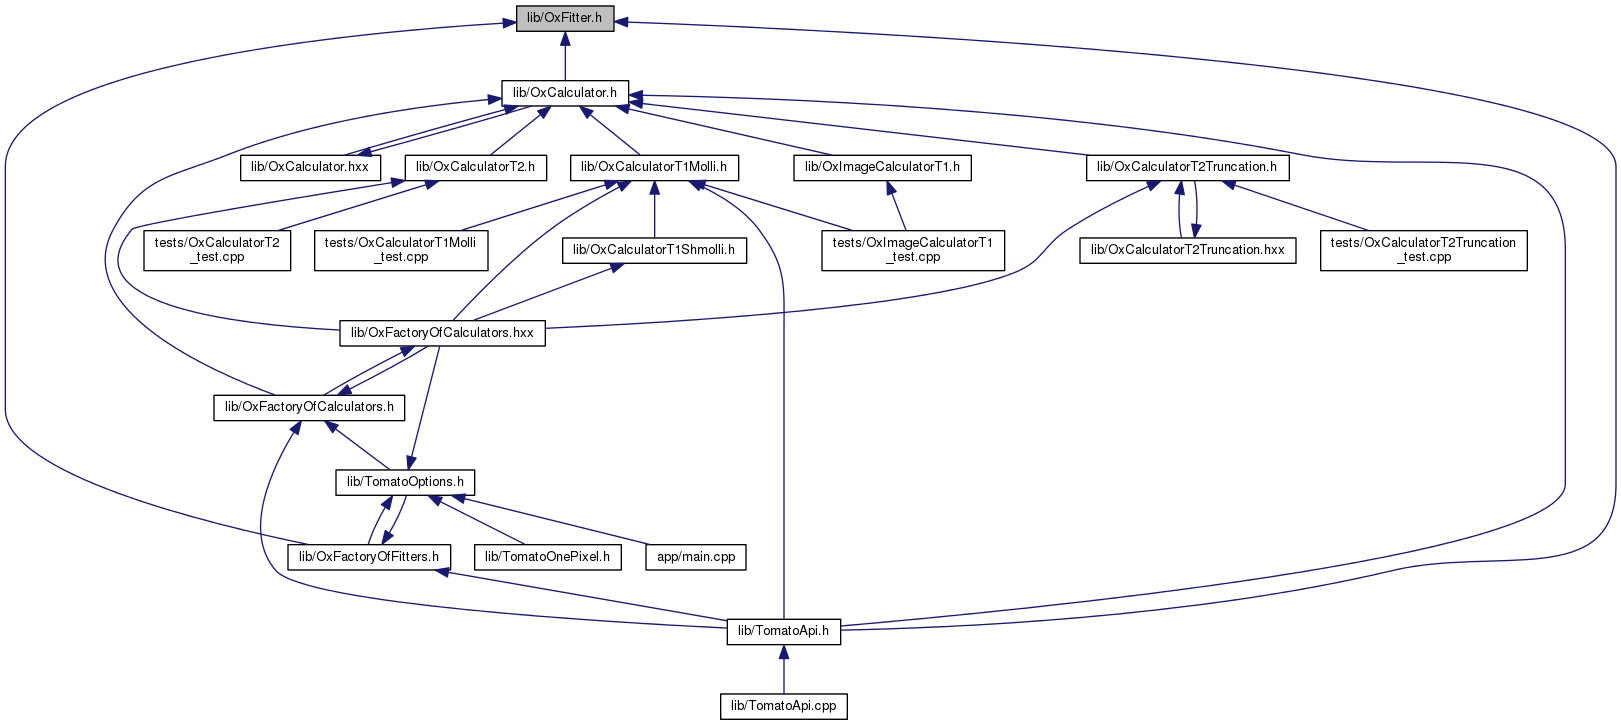 lib/OxFitter.h
lib/OxCalculator.h
lib/OxCalculator.hxx
lib/OxCalculatorT2.h
lib/OxCalculatorT1Molli.h
lib/OxImageCalculatorT1.h
lib/OxCalculatorT2Truncation.h
tests/OxCalculatorT2
_test.cpp
tests/OxCalculatorT1Molli
_test.cpp
lib/OxCalculatorT1Shmolli.h
tests/OxImageCalculatorT1
_test.cpp
lib/OxCalculatorT2Truncation.hxx
tests/OxCalculatorT2Truncation
_test.cpp
lib/OxFactoryOfCalculators.hxx
lib/OxFactoryOfCalculators.h
lib/TomatoOptions.h
lib/OxFactoryOfFitters.h
lib/TomatoOnePixel.h
app/main.cpp
lib/TomatoApi.h
lib/TomatoApi.cpp